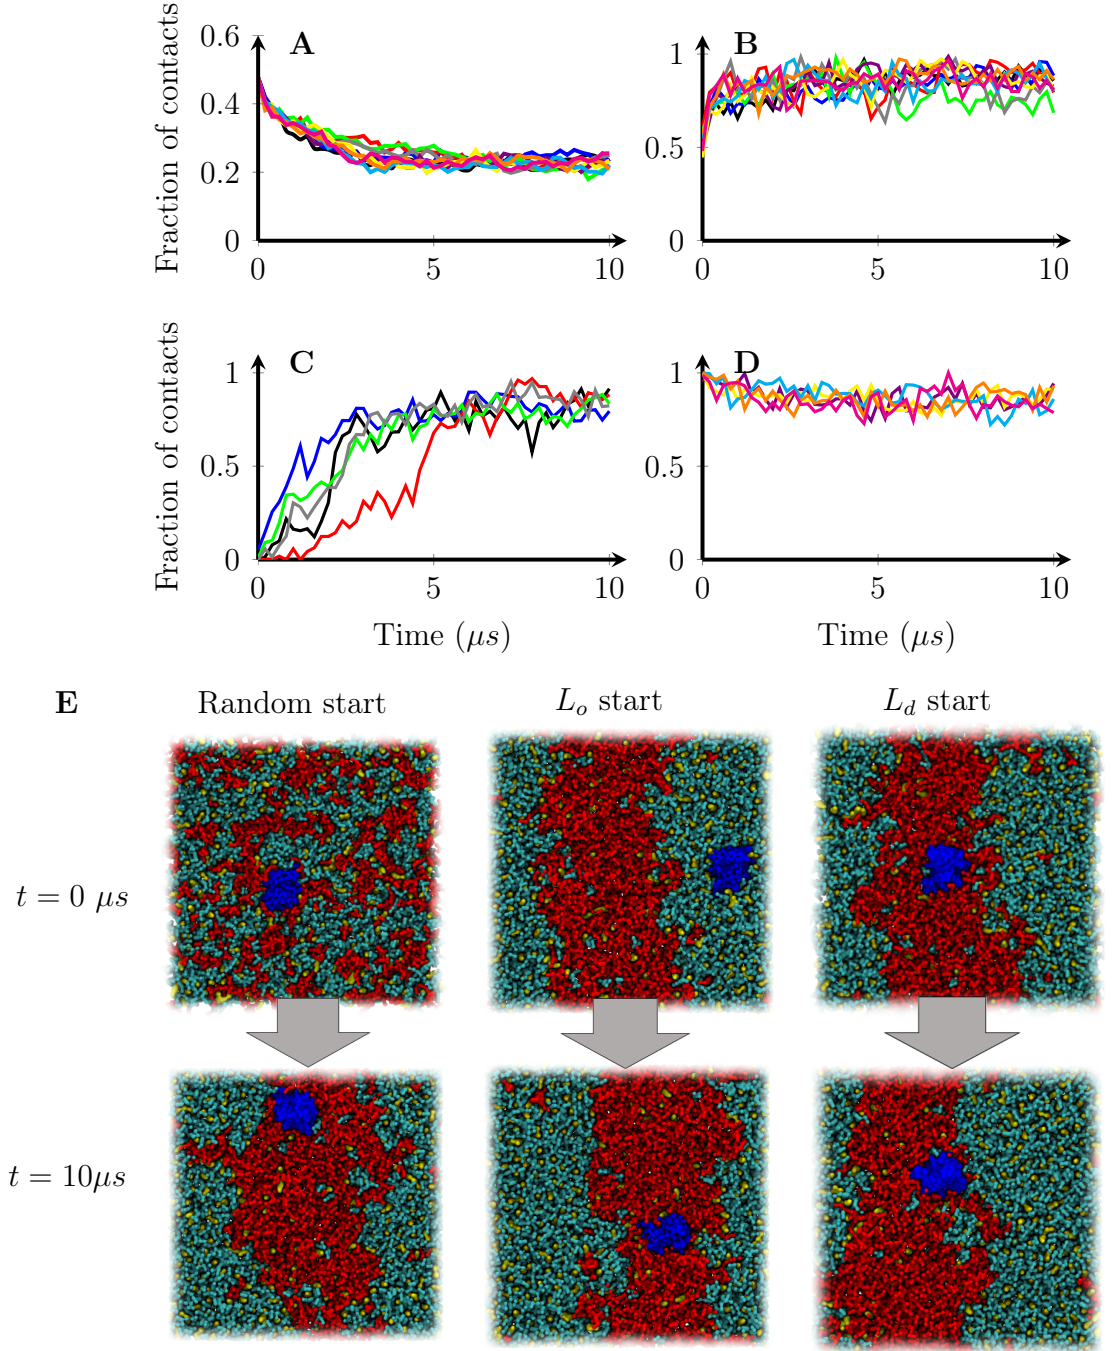 A
B
Fraction of contacts
0.6
0.4
0.2
0
0
5
10
1
0.5
0
0
5
10
C
D
Fraction of contacts
1
0.5
0
0
5
10
Time (μs)
1
0.5
0
0
5
10
Time (μs)
E
Random start
L_o start
L_d start
t = 0 μs
t = 10μs